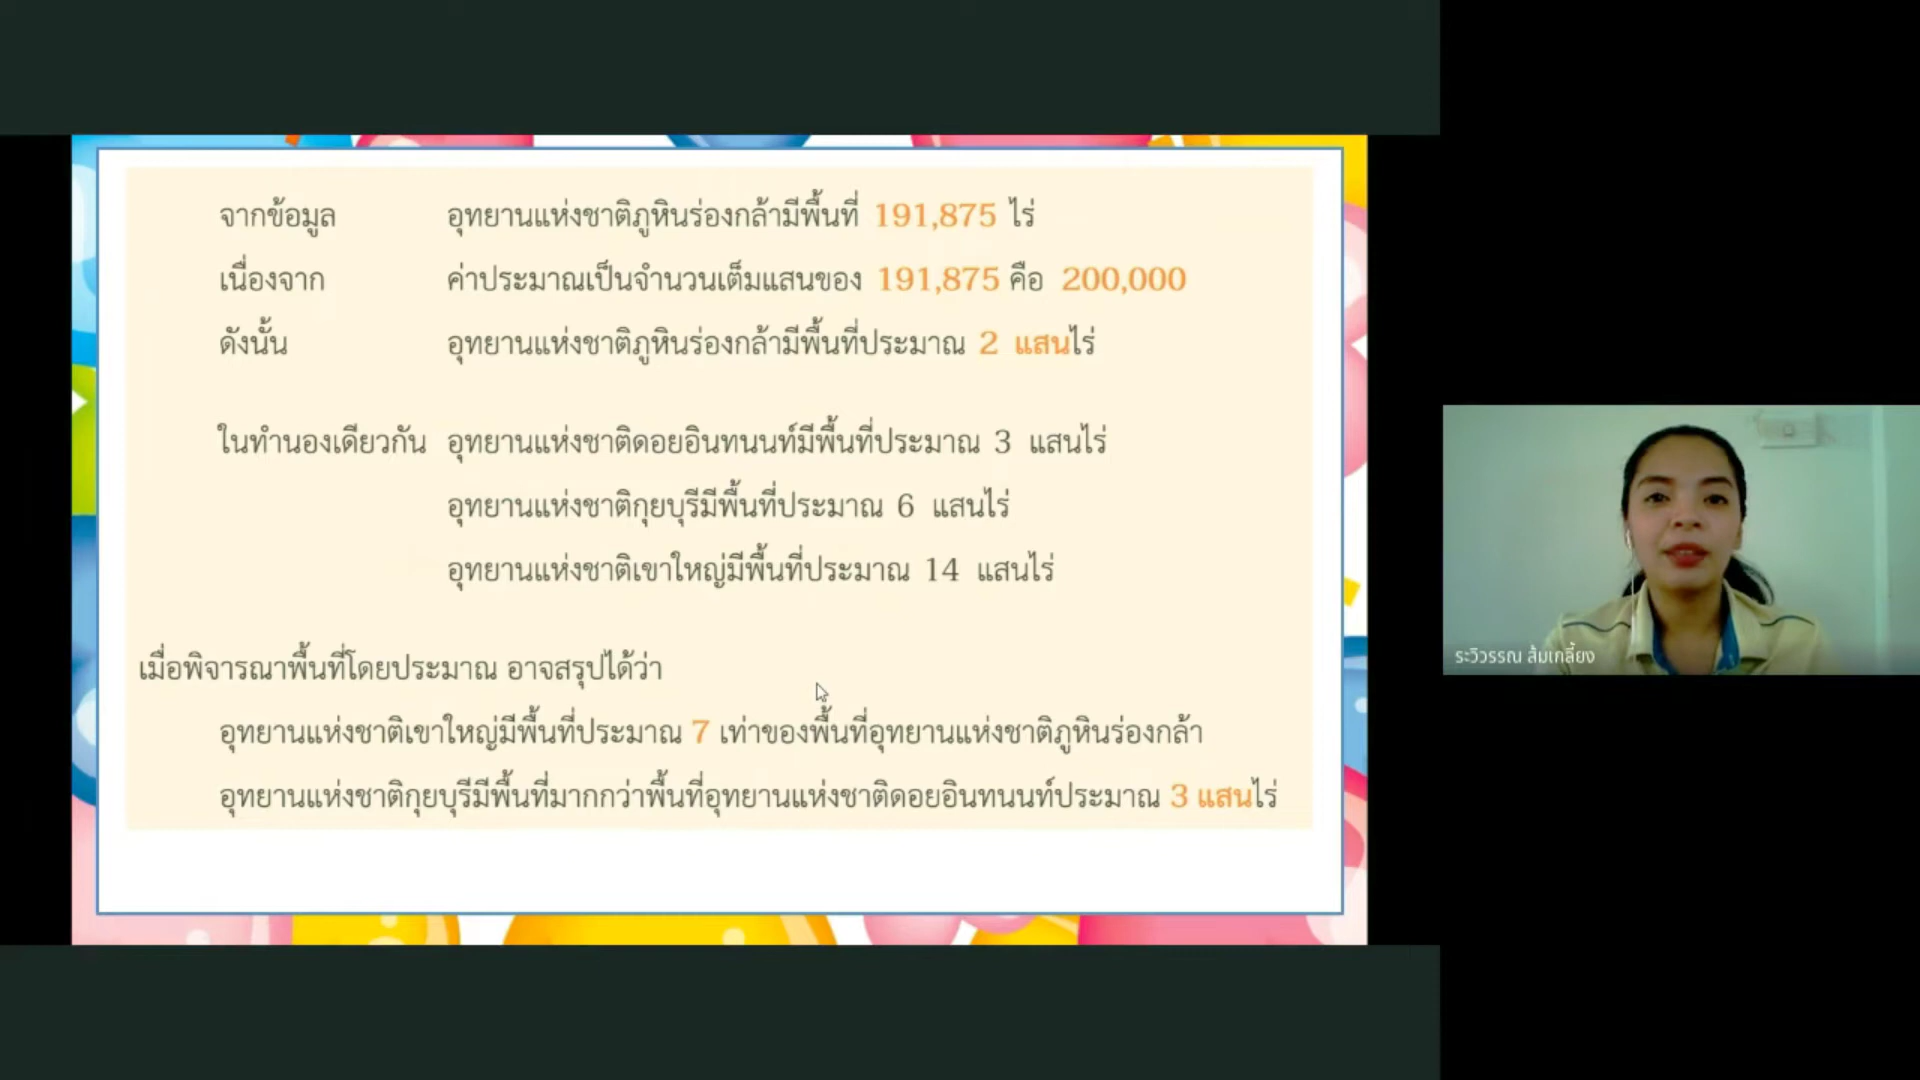 จากข้อมูล อุทยานแห่งชาติภูหินร่องกล้ามีพื้นที่ 191,875 ไร่
เนื่องจาก ค่าประมาณเป็นจำนวนเต็มแสนของ 191,875 คือ 200,000
ดังนั้น อุทยานแห่งชาติภูหินร่องกล้ามีพื้นที่ประมาณ 2 แสนไร่
ในทำนองเดียวกัน อุทยานแห่งชาติดอยอินทนนท์มีพื้นที่ประมาณ 3 แสนไร่
อุทยานแห่งชาติกุยบุรีมีพื้นที่ประมาณ 6 แสนไร่
อุทยานแห่งชาติเขาใหญ่มีพื้นที่ประมาณ 14 แสนไร่
เมื่อพิจารณาพื้นที่โดยประมาณ อาจสรุปได้ว่า
อุทยานแห่งชาติเขาใหญ่มีพื้นที่ประมาณ 7 เท่าของพื้นที่อุทยานแห่งชาติภูหินร่องกล้า
อุทยานแห่งชาติกุยบุรีมีพื้นที่มากกว่าพื้นที่อุทยานแห่งชาติดอยอินทนนท์ประมาณ 3 แสนไร่
ระวิวรรณ ส้มเกลี้ยง